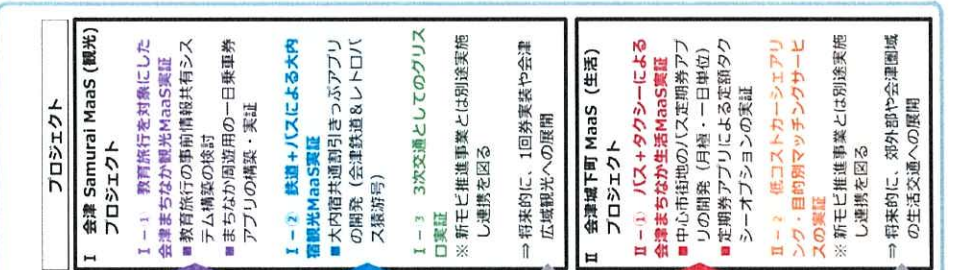 プロジェクト
Ⅰ 会津 Samurai MaaS (観光)
プロジェクト
Ⅰ-① 教育旅行を対象にした
会津まちなか観光MaaS実証
■教育旅行の事前情報共有シス
テム構築の検討
■まちなか周遊用の一日乗車券
アプリの構築・実証
Ⅰ-② 鉄道+バスによる大内
宿観光MaaS実証
■大内宿共通割引きっぷアプリ
の開発(会津鉄道&レトロバ
ス猿游号)
Ⅰ-3 3次交通としてのグリス
ロ実証
※新モビ推進事業とは別途実施
し連携を図る
⇒将来的に、1回券実装や会津
広域観光への展開
Ⅱ 会津城下町 MaaS (生活)
プロジェクト
Ⅱ-① バス+タクシーによる
会津まちなか生活MaaS実証
■中心市街地のバス定期券アプ
リの開発(月極・一日単位)
■定期券アプリによる定額タク
シーオプションの実証
Ⅱ-2 低コストカーシェアリ
ング・目的別マッチングサービ
スの実証
※新モビ推進事業とは別途実施
し連携を図る
⇒将来的に、郊外部や会津圏域
の生活交通への展開